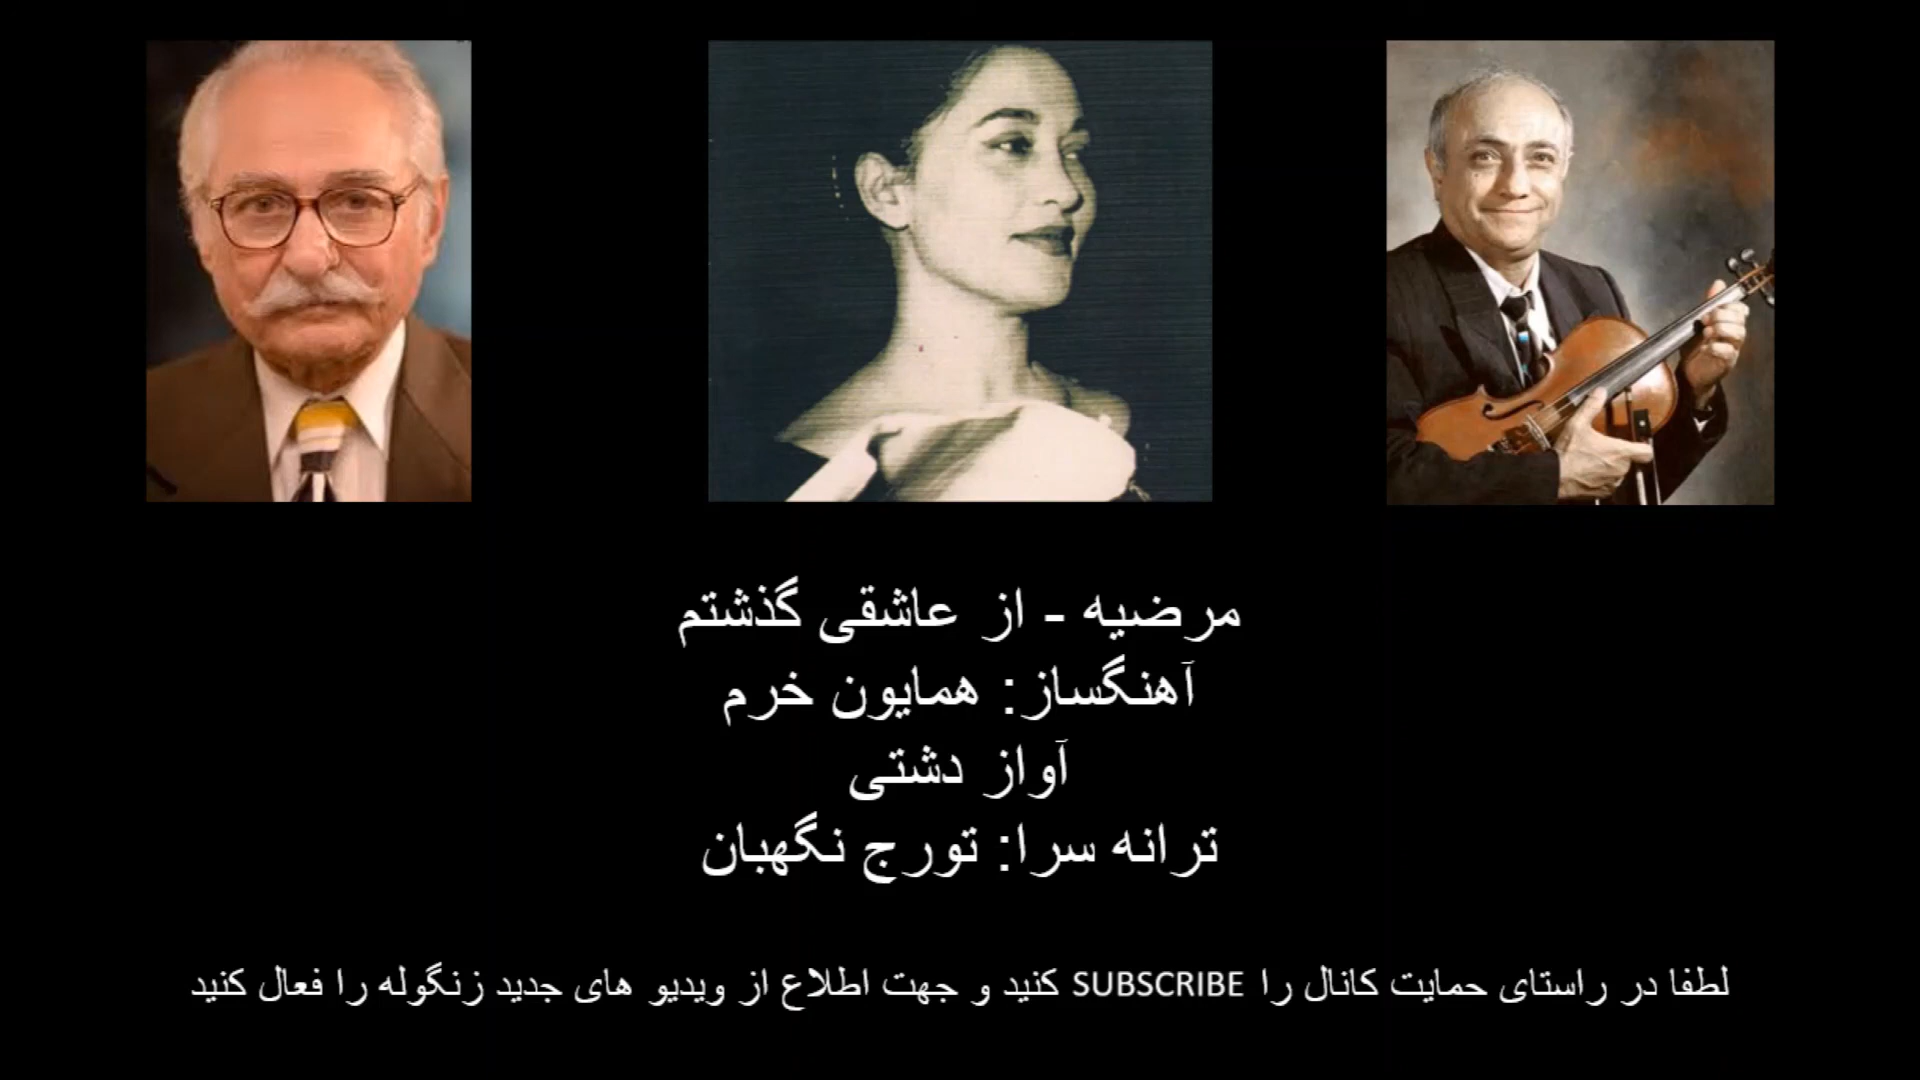 مرضیه - از عاشقی گذشتم
آهنگساز: همایون خرم
آواز دشتی
ترانه سرا: تورج نگهبان
لطفا در راستای حمایت کانال را SUBSCRIBE کنید و جهت اطلاع از ویدیو های جدید زنگوله را فعال کنید